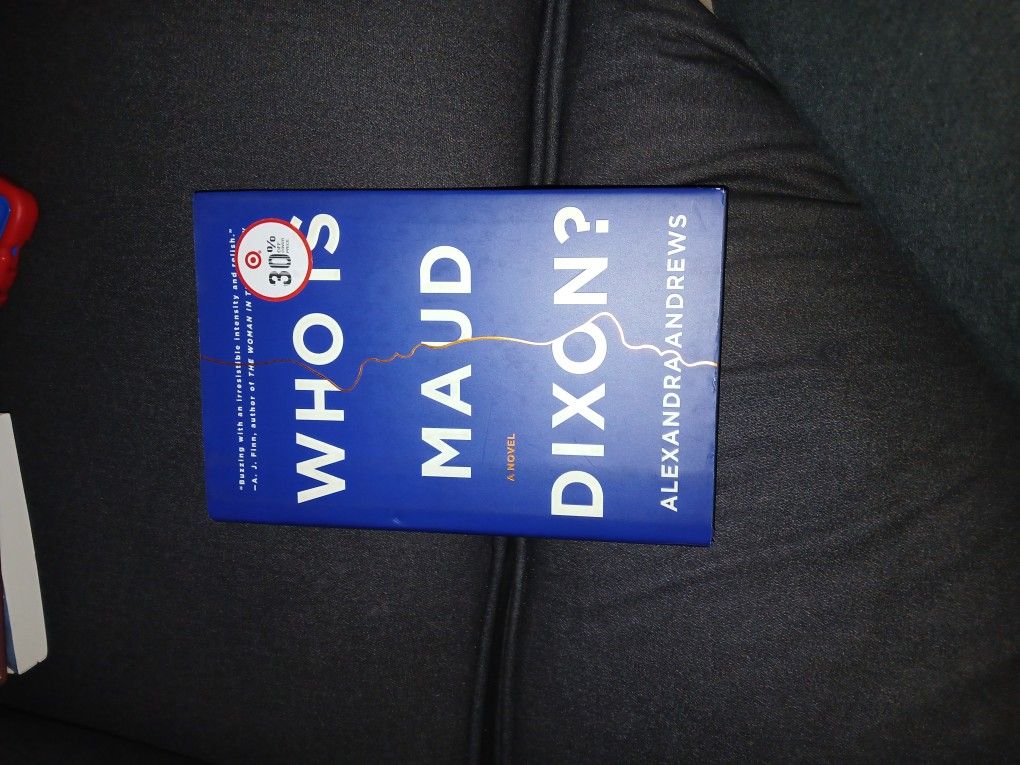 "Buzzing with an irresistible intensity and relish."
—A. J. Finn, author of THE WOMAN IN T
30%
OFF
WHO IS
MAUD
A NOVEL
DIXON?
ALEXANDRA ANDREWS